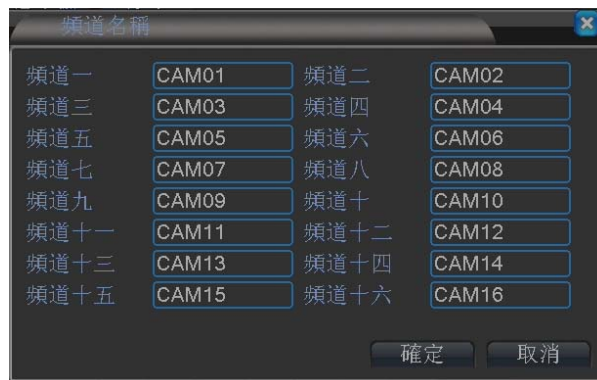 頻道名稱
頻道一 CAM01 頻道二 CAM02
頻道三 CAM03 頻道四 CAM04
頻道五 CAM05 頻道六 CAM06
頻道七 CAM07 頻道八 CAM08
頻道九 CAM09 頻道十 CAM10
頻道十一 CAM11 頻道十二 CAM12
頻道十三 CAM13 頻道十四 CAM14
頻道十五 CAM15 頻道十六 CAM16
確定 取消